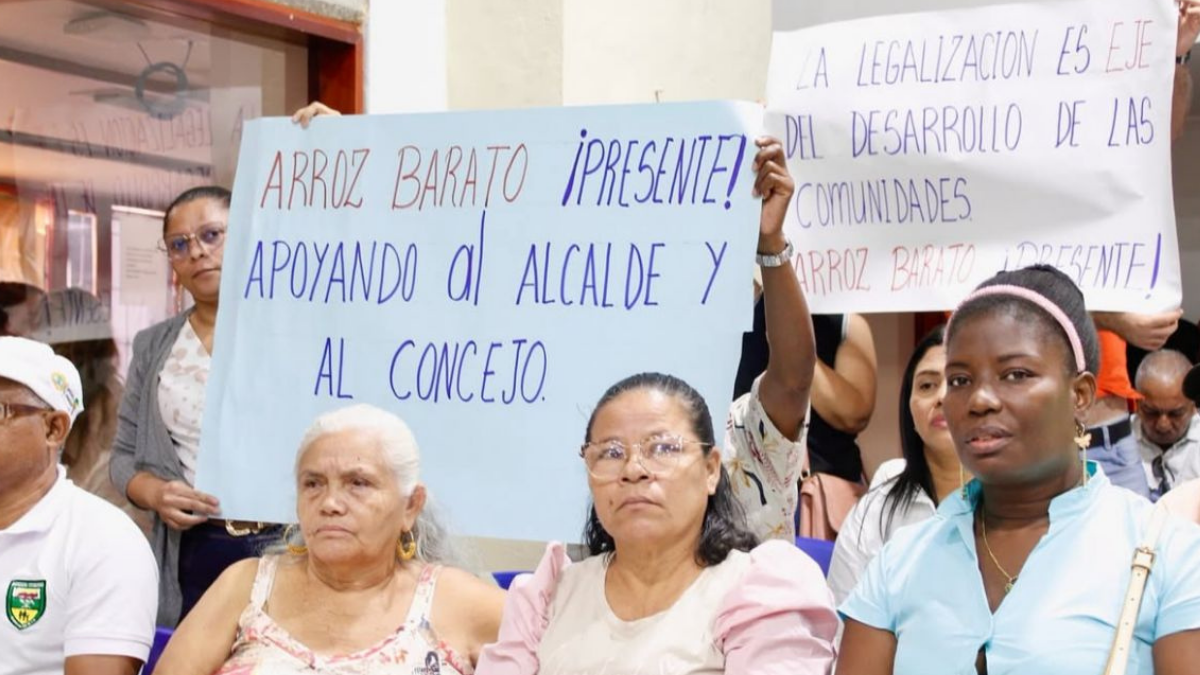 ARROZ BARATO ¡PRESENTE!
APOYANDO al ALCALDE Y
AL CONCEJO.
LA LEGALIZACION ES EJE
DEL DESARROLLO DE LAS
COMUNIDADES.
ARROZ BARATO ¡PRESENTE!